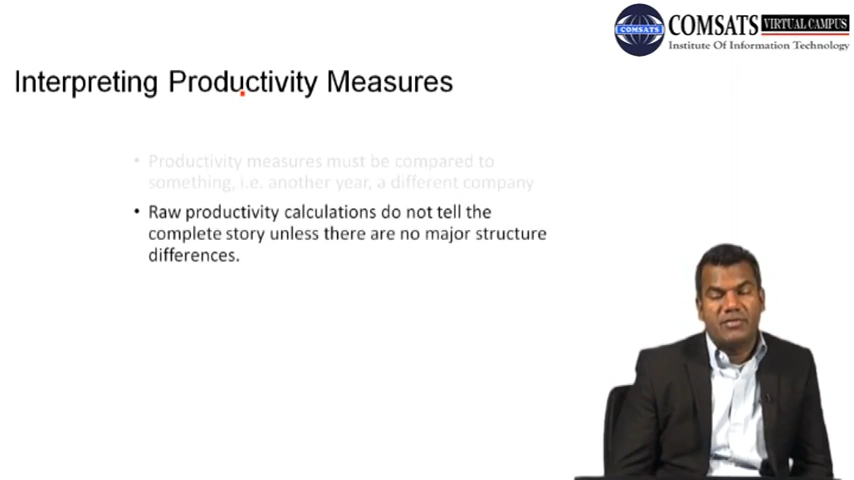 COMSATS VIRTUAL CAMPUS
COMSATS
Institute Of Information Technology
Interpreting Productivity Measures
• Productivity measures must be compared to
something, i.e. another year, a different company
• Raw productivity calculations do not tell the
complete story unless there are no major structure
differences.